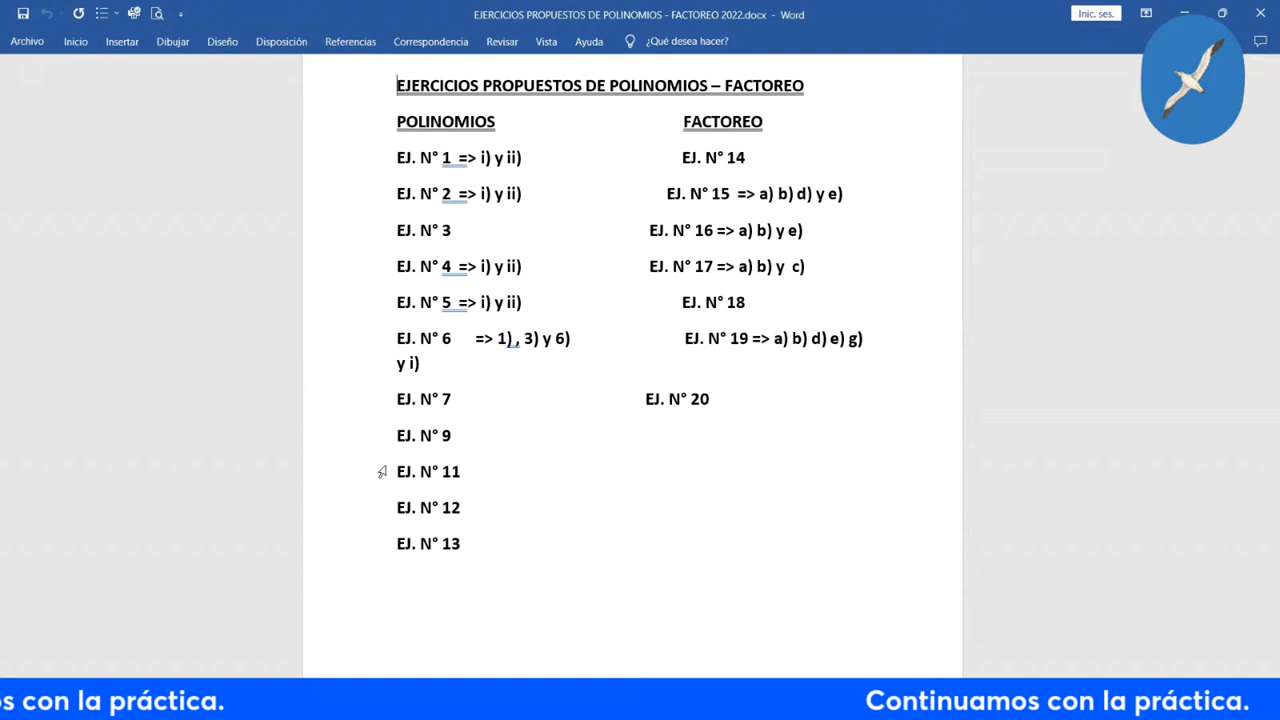 EJERCICIOS PROPUESTOS DE POLINOMIOS - FACTOREO 2022.docx - Word
Inic. ses.
Archivo Inicio Insertar Dibujar Diseño Disposición Referencias Correspondencia Revisar Vista Ayuda ¿Qué desea hacer?
EJERCICIOS PROPUESTOS DE POLINOMIOS – FACTOREO
POLINOMIOS FACTOREO
EJ. N° 1 => i) y ii) EJ. N° 14
EJ. N° 2 => i) y ii) EJ. N° 15 => a) b) d) y e)
EJ. N° 3 EJ. N° 16 => a) b) y e)
EJ. N° 4 => i) y ii) EJ. N° 17 => a) b) y c)
EJ. N° 5 => i) y ii) EJ. N° 18
EJ. N° 6 => 1) , 3) y 6) EJ. N° 19 => a) b) d) e) g)
y i)
EJ. N° 7 EJ. N° 20
EJ. N° 9
EJ. N° 11
EJ. N° 12
EJ. N° 13
s con la práctica. Continuamos con la práctica.